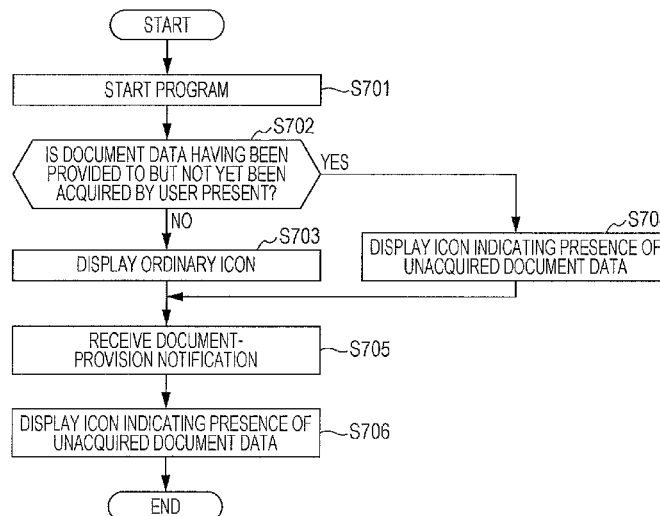 START
START PROGRAM
S701
S702
IS DOCUMENT DATA HAVING BEEN
PROVIDED TO BUT NOT YET BEEN
ACQUIRED BY USER PRESENT?
YES
NO
S703
DISPLAY ORDINARY ICON
DISPLAY ICON INDICATING PRESENCE OF
UNACQUIRED DOCUMENT DATA
RECEIVE DOCUMENT-
PROVISION NOTIFICATION
S705
DISPLAY ICON INDICATING PRESENCE OF
UNACQUIRED DOCUMENT DATA
S706
END